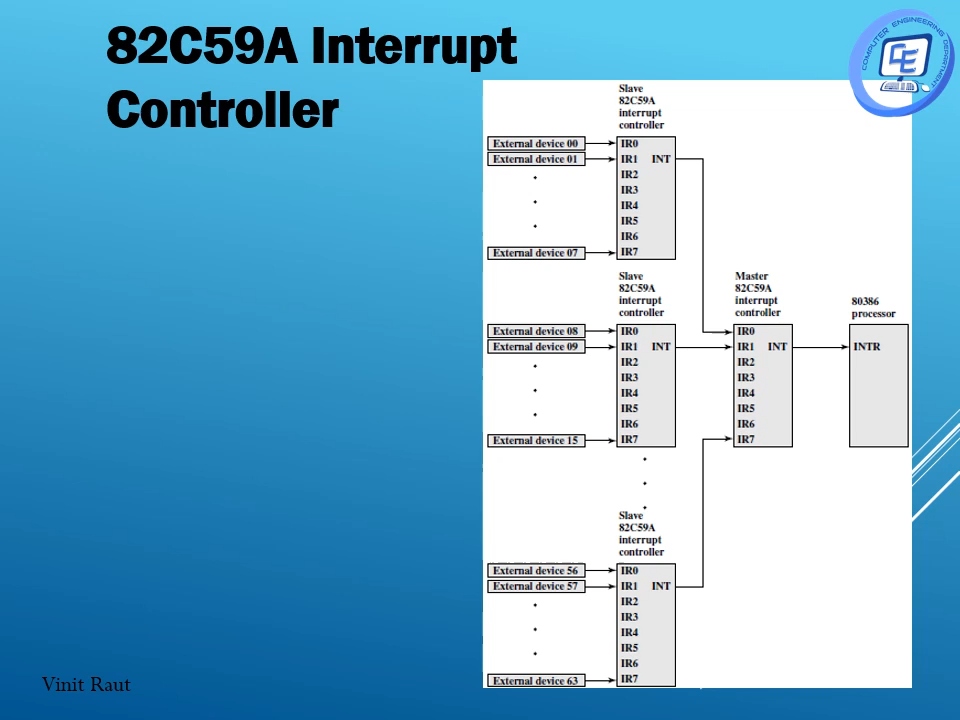 82C59A Interrupt
Controller
COMPUTER ENGINEERING DEPARTMENT
CE
Slave
82C59A
interrupt
controller
External device 00
IR0
External device 01
IR1 INT
IR2
IR3
IR4
IR5
IR6
External device 07
IR7
Slave
82C59A
interrupt
controller
Master
82C59A
interrupt
controller
80386
processor
External device 08
IR0
IR0
External device 09
IR1 INT
IR1 INT
INTR
IR2
IR2
IR3
IR3
IR4
IR4
IR5
IR5
IR6
IR6
External device 15
IR7
IR7
Slave
82C59A
interrupt
controller
External device 56
IR0
External device 57
IR1 INT
IR2
IR3
IR4
IR5
IR6
External device 63
IR7
Vinit Raut